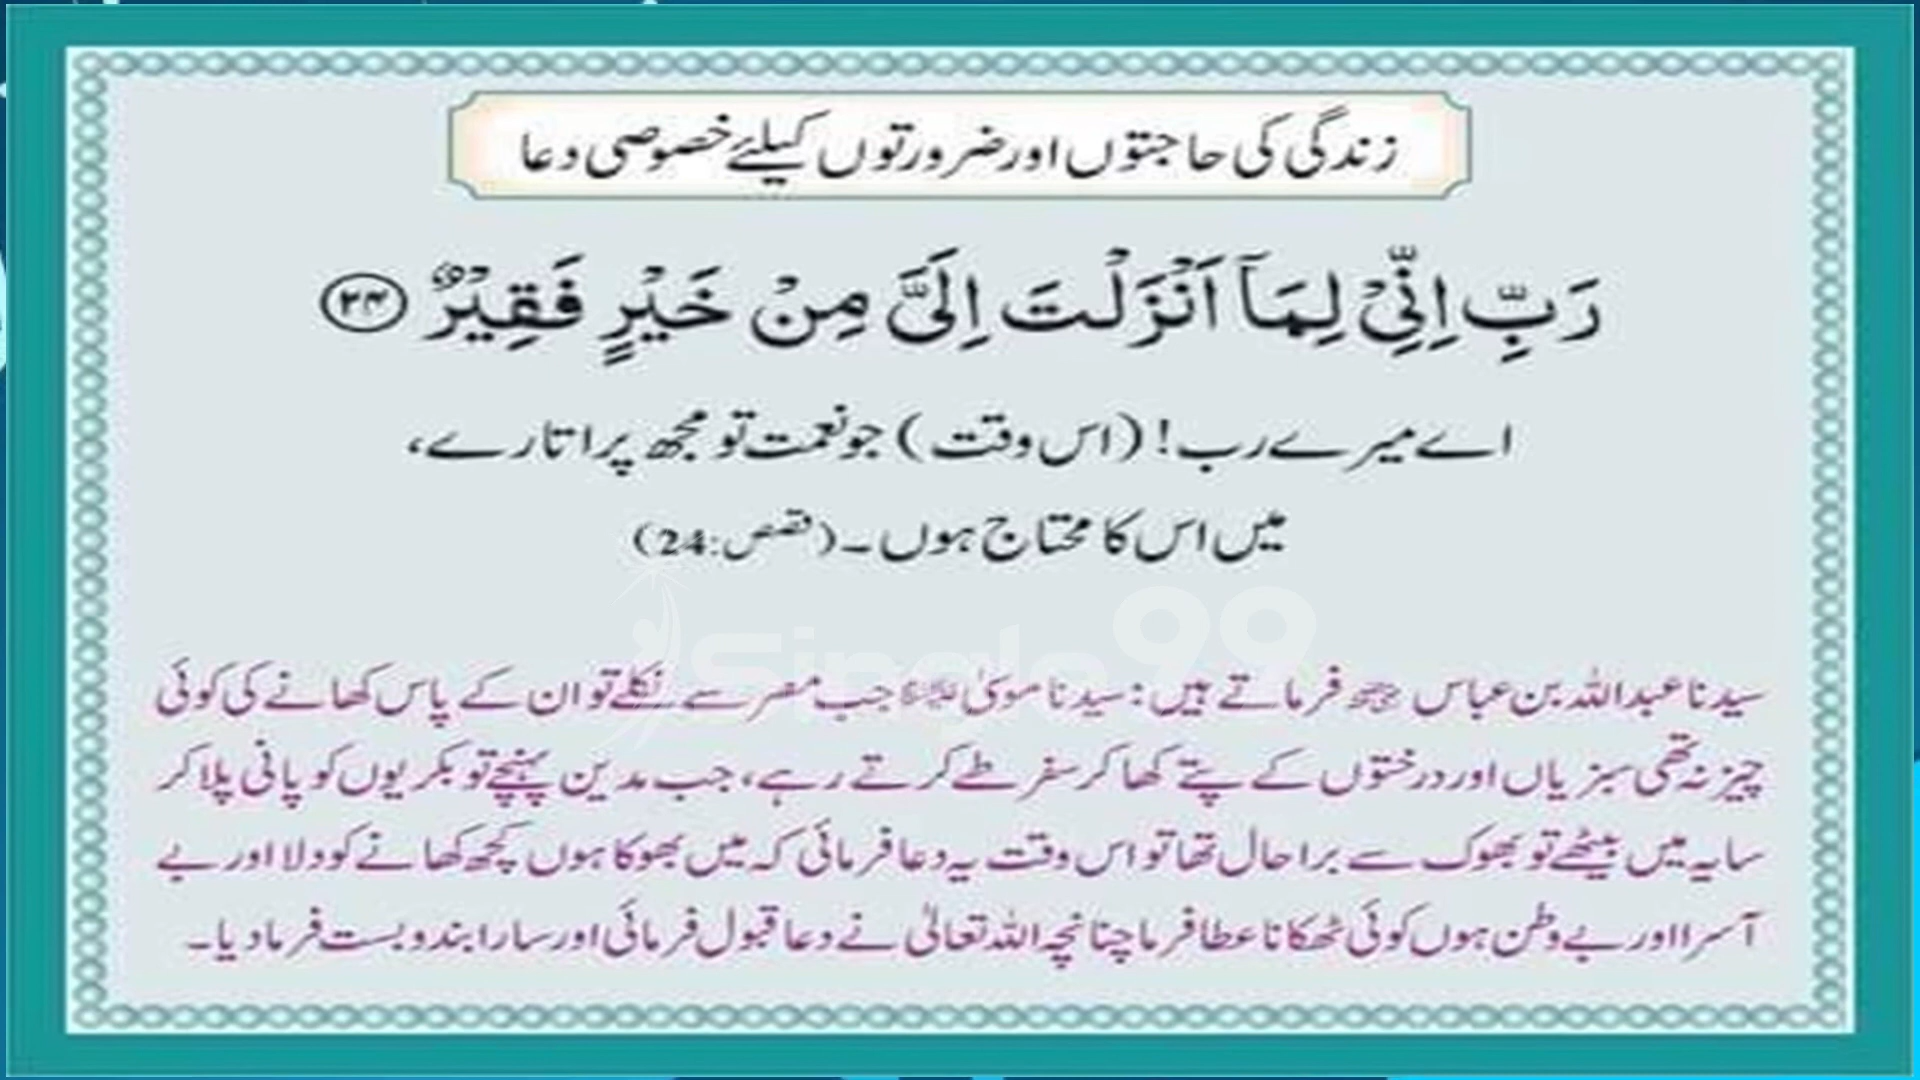 زندگی کی حاجتوں اور ضرورتوں کیلئے خصوصی دعا
رَبِّ اِنِّیْ لِمَاۤ اَنْزَلْتَ اِلَیَّ مِنْ خَیْرٍ فَقِیْرٌ ﴿۲۴﴾
اے میرے رب! (اس وقت) جو نعمت تو مجھ پر اتارے،
میں اس کا محتاج ہوں۔ (قصص:24)
Single 99
سیدنا عبداللہ بن عباس ؓ فرماتے ہیں: سیدنا موسیٰ علیہ السلام جب مصر سے نکلے تو ان کے پاس کھانے کی کوئی
چیز نہ تھی سبزیاں اور درختوں کے پتے کھا کر سفر طے کرتے رہے، جب مدین پہنچے تو بکریوں کو پانی پلا کر
سایہ میں بیٹھے تو بھوک سے برا حال تھا تو اس وقت یہ دعا فرمائی کہ میں بھوکا ہوں کچھ کھانے کو دلا اور بے
آسرا اور بے وطن ہوں کوئی ٹھکانا عطا فرما چنانچہ اللہ تعالیٰ نے دعا قبول فرمائی اور سارا بندوبست فرما دیا۔